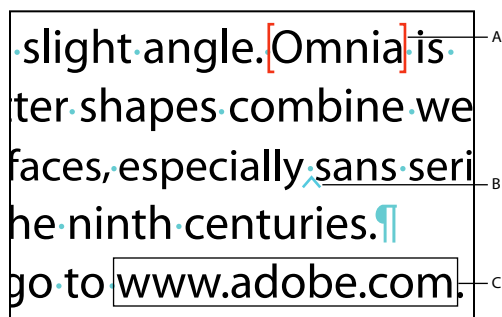 slight angle. [Omnia] is
tter shapes combine we
faces, especially sans seri
he ninth centuries.¶
go to www.adobe.com.
A
B
C